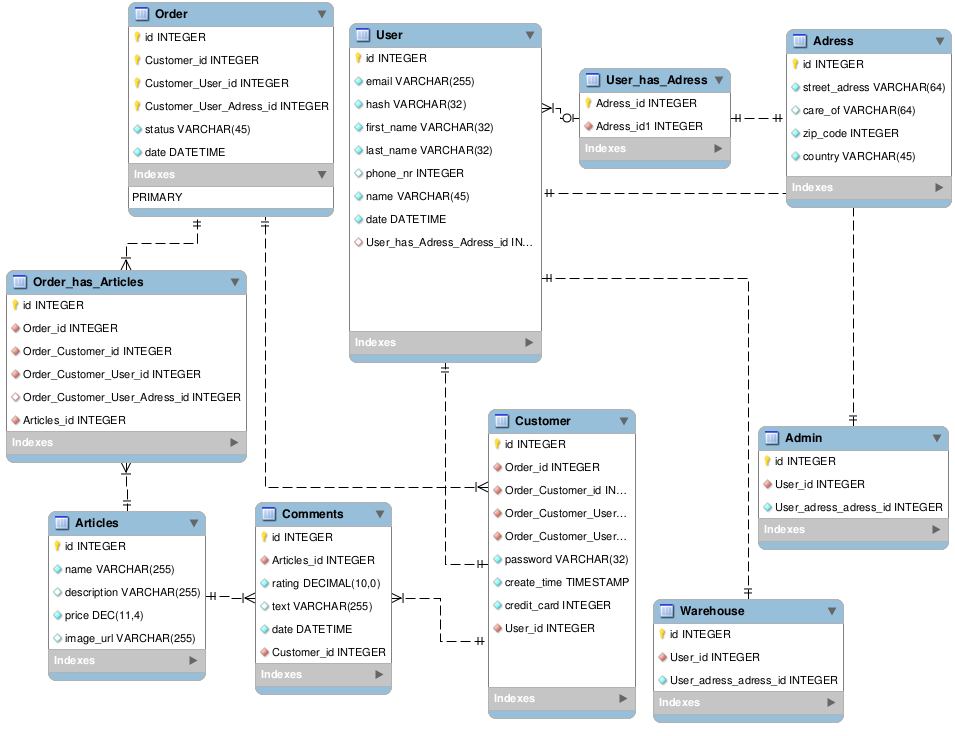 Order
id INTEGER
Customer_id INTEGER
Customer_User_id INTEGER
Customer_User_Adress_id INTEGER
status VARCHAR(45)
date DATETIME
Indexes
PRIMARY
User
id INTEGER
email VARCHAR(255)
hash VARCHAR(32)
first_name VARCHAR(32)
last_name VARCHAR(32)
phone_nr INTEGER
name VARCHAR(45)
date DATETIME
User_has_Adress_Adress_id IN...
Indexes
User_has_Adress
Adress_id INTEGER
Adress_id1 INTEGER
Indexes
Adress
id INTEGER
street_adress VARCHAR(64)
care_of VARCHAR(64)
zip_code INTEGER
country VARCHAR(45)
Indexes
Order_has_Articles
id INTEGER
Order_id INTEGER
Order_Customer_id INTEGER
Order_Customer_User_id INTEGER
Order_Customer_User_Adress_id INTEGER
Articles_id INTEGER
Indexes
Customer
id INTEGER
Order_id INTEGER
Order_Customer_id IN...
Order_Customer_User...
Order_Customer_User...
password VARCHAR(32)
create_time TIMESTAMP
credit_card INTEGER
User_id INTEGER
Indexes
Admin
id INTEGER
User_id INTEGER
User_adress_adress_id INTEGER
Indexes
Articles
id INTEGER
name VARCHAR(255)
description VARCHAR(255)
price DEC(11,4)
image_url VARCHAR(255)
Indexes
Comments
id INTEGER
Articles_id INTEGER
rating DECIMAL(10,0)
text VARCHAR(255)
date DATETIME
Customer_id INTEGER
Indexes
Warehouse
id INTEGER
User_id INTEGER
User_adress_adress_id INTEGER
Indexes